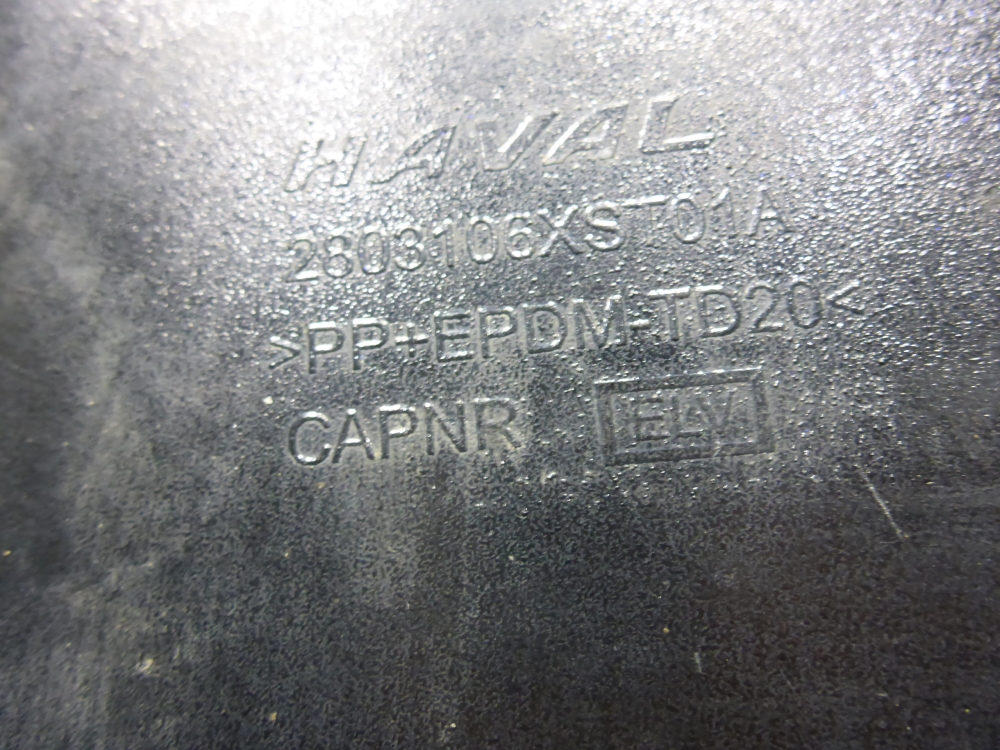 HAVAL
2803106XST01A
>PP+EPDM-TD20<
CAPNR ELV